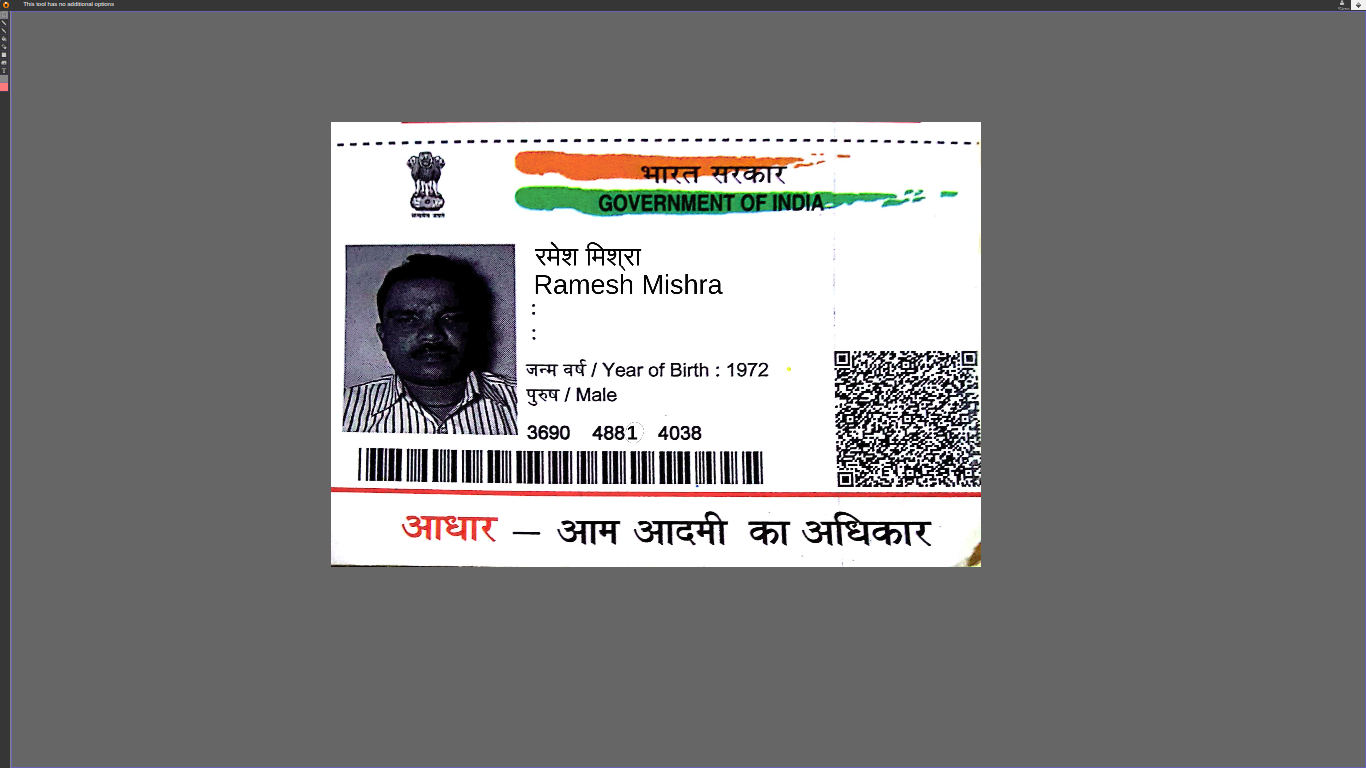 This tool has no additional options
भारत सरकार
GOVERNMENT OF INDIA
सत्यमेव जयते
रमेश मिश्रा
Ramesh Mishra
:
:
जन्म वर्ष / Year of Birth : 1972
पुरुष / Male
3690 4881 4038
आधार — आम आदमी का अधिकार